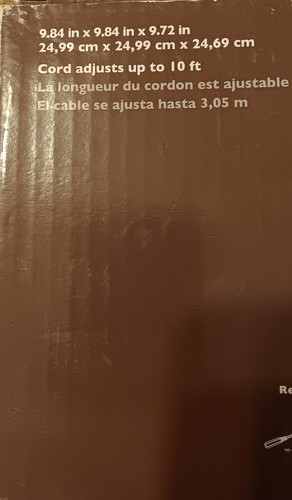 9.84 in x 9.84 in x 9.72 in
24,99 cm x 24,99 cm x 24,69 cm
Cord adjusts up to 10 ft
La longueur du cordon est ajustable
El cable se ajusta hasta 3,05 m
Re